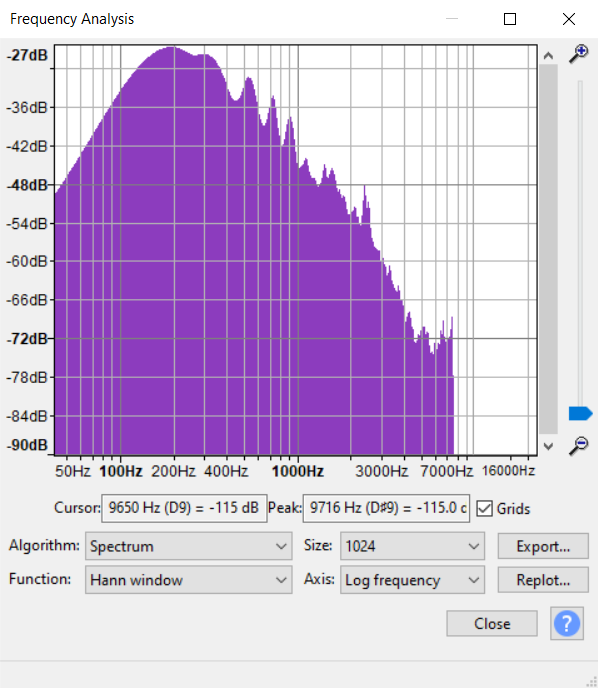 Frequency Analysis
-27dB
-36dB
-42dB
-48dB
-54dB
-60dB
-66dB
-72dB
-78dB
-84dB
-90dB
50Hz 100Hz 200Hz 400Hz 1000Hz 3000Hz 7000Hz 16000Hz
Cursor: 9650 Hz (D9) = -115 dB Peak: 9716 Hz (D♯9) = -115.0 d Grids
Algorithm: Spectrum Size: 1024 Export...
Function: Hann window Axis: Log frequency Replot...
Close ?